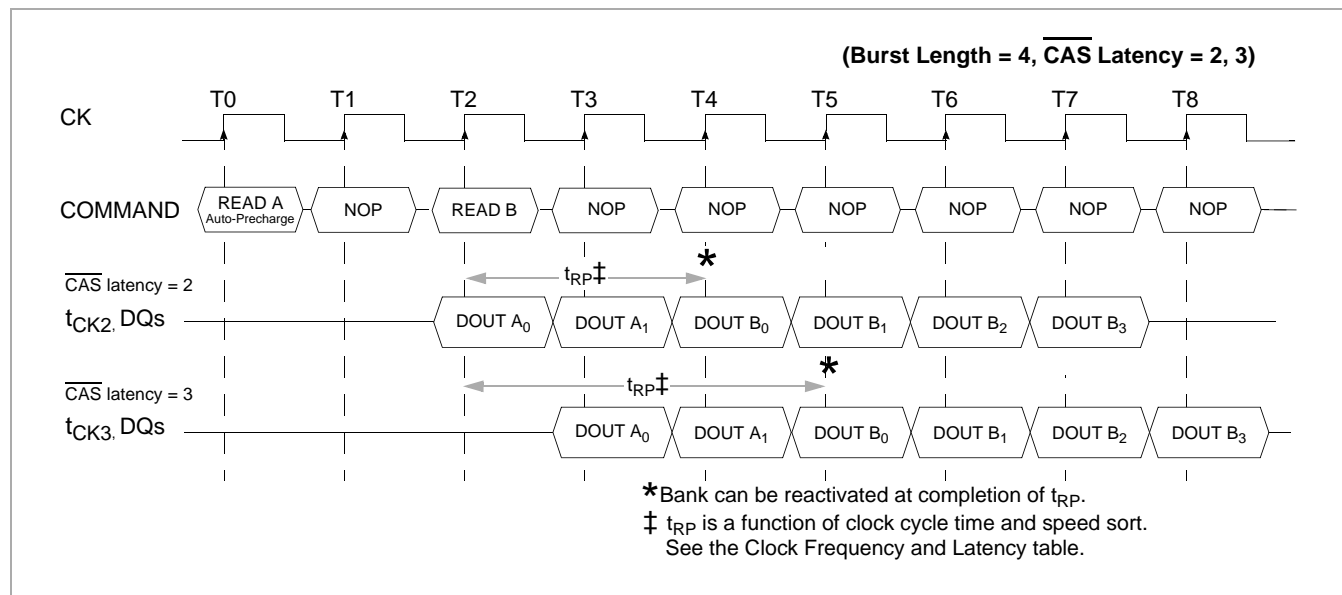 (Burst Length = 4, CAS Latency = 2, 3)
T0 T1 T2 T3 T4 T5 T6 T7 T8
CK
COMMAND READ A Auto-Precharge NOP READ B NOP NOP NOP NOP NOP NOP
tRP‡ *
CAS latency = 2
tCK2, DQs DOUT A0 DOUT A1 DOUT B0 DOUT B1 DOUT B2 DOUT B3
tRP‡ *
CAS latency = 3
tCK3, DQs DOUT A0 DOUT A1 DOUT B0 DOUT B1 DOUT B2 DOUT B3
*Bank can be reactivated at completion of tRP.
‡ tRP is a function of clock cycle time and speed sort.
See the Clock Frequency and Latency table.